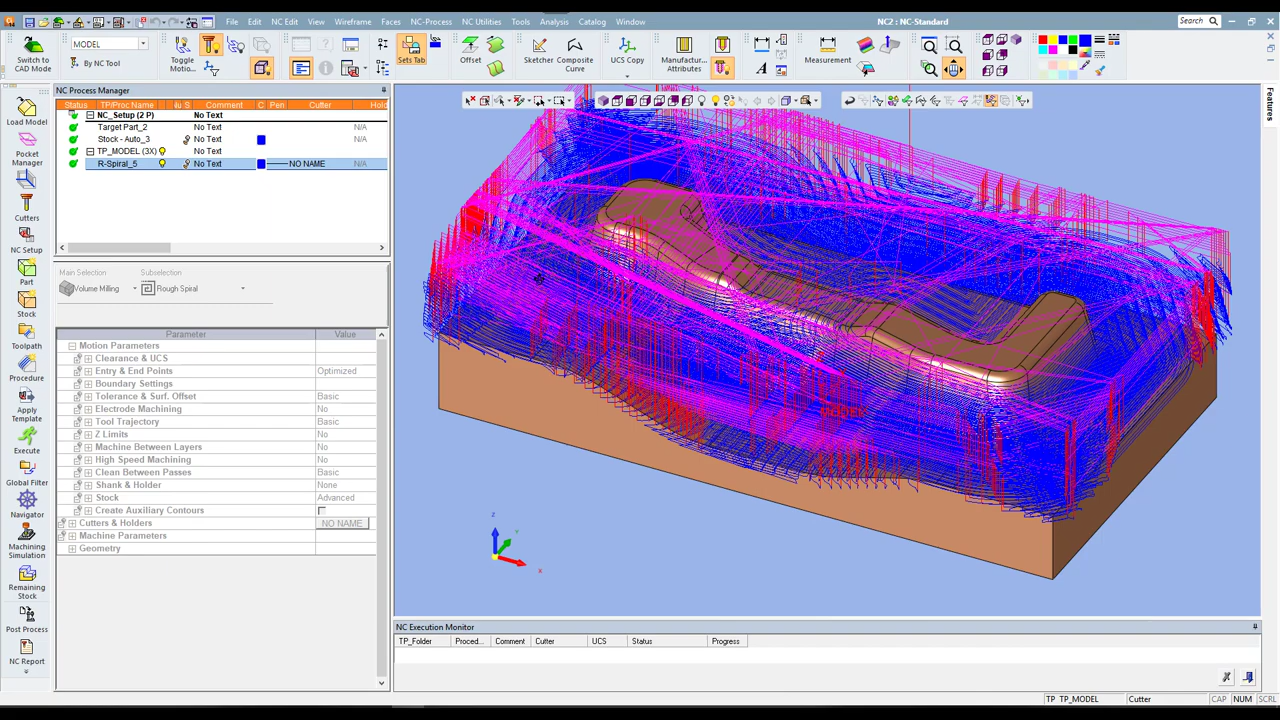 File Edit NC Edit View Wireframe Faces NC-Process NC Utilities Tools Analysis Catalog Window
NC2 : NC-Standard
Search
Switch to CAD Mode
MODEL
By NC Tool
Toggle Motion...
Sets Tab
Offset
Sketcher
Composite Curve
UCS Copy
Manufactur... Attributes
Measurement
NC Process Manager
Status TP/Proc Name S Comment C Pen Cutter Hold
NC_Setup (2 P) No Text
Target Part_2 No Text N/A
Stock - Auto_3 No Text N/A
TP_MODEL (3X) No Text
R-Spiral_5 No Text NO NAME N/A
Load Model
Pocket Manager
Cutters
NC Setup
Part
Stock
Toolpath
Procedure
Apply Template
Execute
Global Filter
Navigator
Machining Simulation
Remaining Stock
Post Process
NC Report
Main Selection Subselection
Volume Milling Rough Spiral
Parameter Value
Motion Parameters
Clearance & UCS
Entry & End Points Optimized
Boundary Settings
Tolerance & Surf. Offset Basic
Electrode Machining No
Tool Trajectory Basic
Z Limits No
Machine Between Layers No
High Speed Machining No
Clean Between Passes Basic
Shank & Holder None
Stock Advanced
Create Auxiliary Contours
Cutters & Holders NO NAME
Machine Parameters
Geometry
MODEL
Z
X
Features
NC Execution Monitor
TP_Folder Proced... Comment Cutter UCS Status Progress
TP TP_MODEL Cutter CAP NUM SCRL